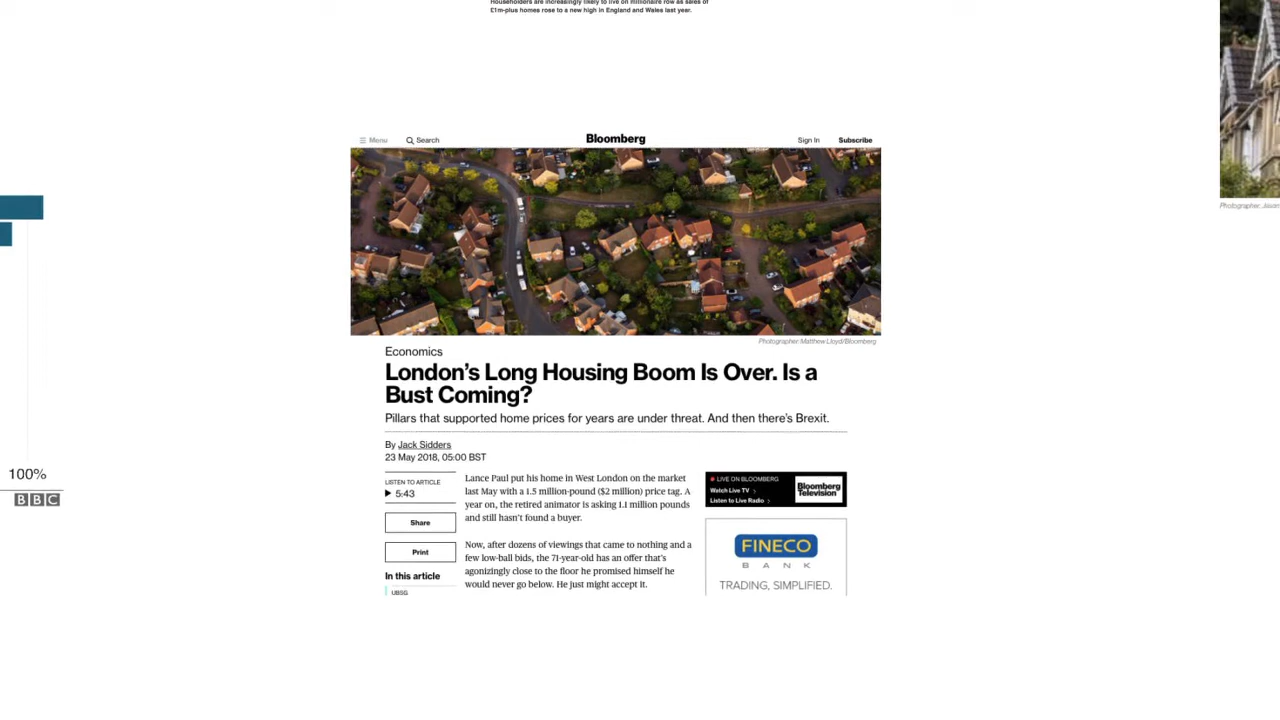 Householders are increasingly likely to live on millionaire row as sales of
£1m-plus homes rose to a new high in England and Wales last year.
Menu
Search
Bloomberg
Sign In
Subscribe
Photographer: Jason
Photographer: Matthew Lloyd/Bloomberg
Economics
London's Long Housing Boom Is Over. Is a
Bust Coming?
Pillars that supported home prices for years are under threat. And then there's Brexit.
By Jack Sidders
23 May 2018, 05:00 BST
100%
BBC
LISTEN TO ARTICLE
5:43
Share
Print
In this article
UBSG
Lance Paul put his home in West London on the market
last May with a 1.5 million-pound ($2 million) price tag. A
year on, the retired animator is asking 1.1 million pounds
and still hasn't found a buyer.
Now, after dozens of viewings that came to nothing and a
few low-ball bids, the 71-year-old has an offer that's
agonizingly close to the floor he promised himself he
would never go below. He just might accept it.
LIVE ON BLOOMBERG
Watch Live TV
Listen to Live Radio
Bloomberg
Television
FINECO
BANK
TRADING, SIMPLIFIED.